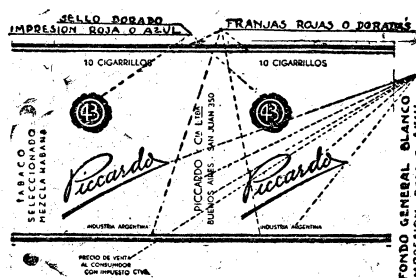 SELLO DORADO
IMPRESION ROJA O AZUL
FRANJAS ROJAS O DORADAS
10 CIGARRILLOS
10 CIGARRILLOS
43
43
TABACO
SELECCIONADO
MEZCLA HABANA
Piccardo
PICCARDO Y CIA LTDA
BUENOS AIRES. SAN JUAN 350
Piccardo
INDUSTRIA ARGENTINA
INDUSTRIA ARGENTINA
PRECIO DE VENTA
AL CONSUMIDOR
CON IMPUESTO CTVS.
FONDO GENERAL BLANCO